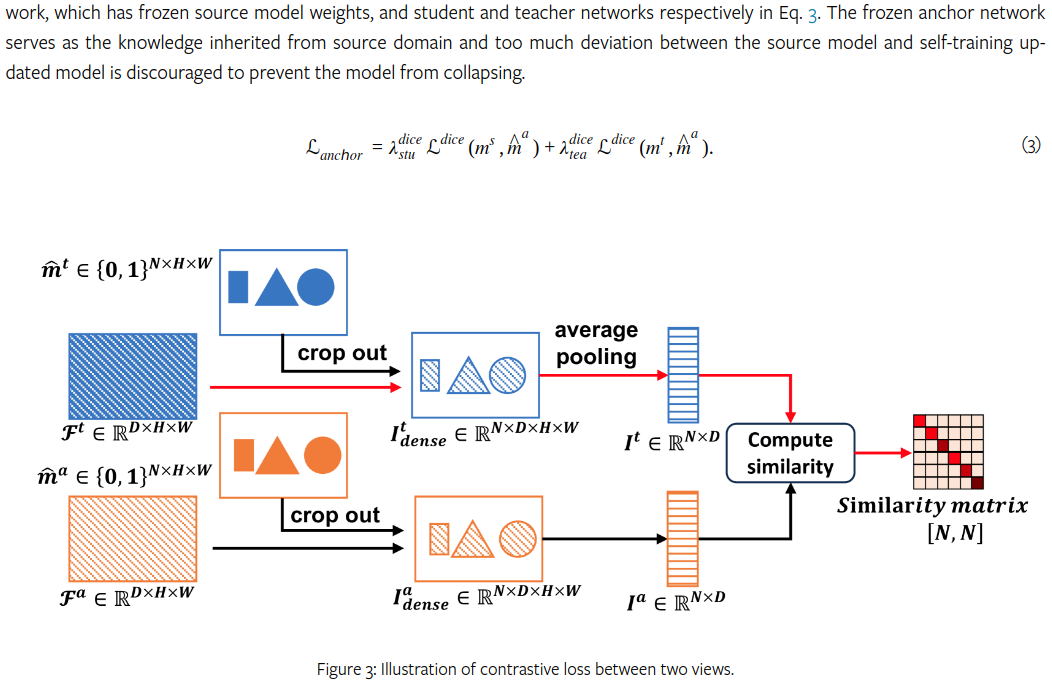 work, which has frozen source model weights, and student and teacher networks respectively in Eq. 3. The frozen anchor network
serves as the knowledge inherited from source domain and too much deviation between the source model and self-training up-
dated model is discouraged to prevent the model from collapsing.
ℒ_anchor = λ_stu^dice ℒ^dice (m^s, m̂^a) + λ_tea^dice ℒ^dice (m^t, m̂^a). (3)
m̂^t ∈ {0, 1}^N×H×W
crop out
average
pooling
ℱ^t ∈ ℝ^D×H×W
I_dense^t ∈ ℝ^N×D×H×W
I^t ∈ ℝ^N×D
Compute
similarity
m̂^a ∈ {0, 1}^N×H×W
crop out
Similarity matrix
[N, N]
ℱ^a ∈ ℝ^D×H×W
I_dense^a ∈ ℝ^N×D×H×W
I^a ∈ ℝ^N×D
Figure 3: Illustration of contrastive loss between two views.